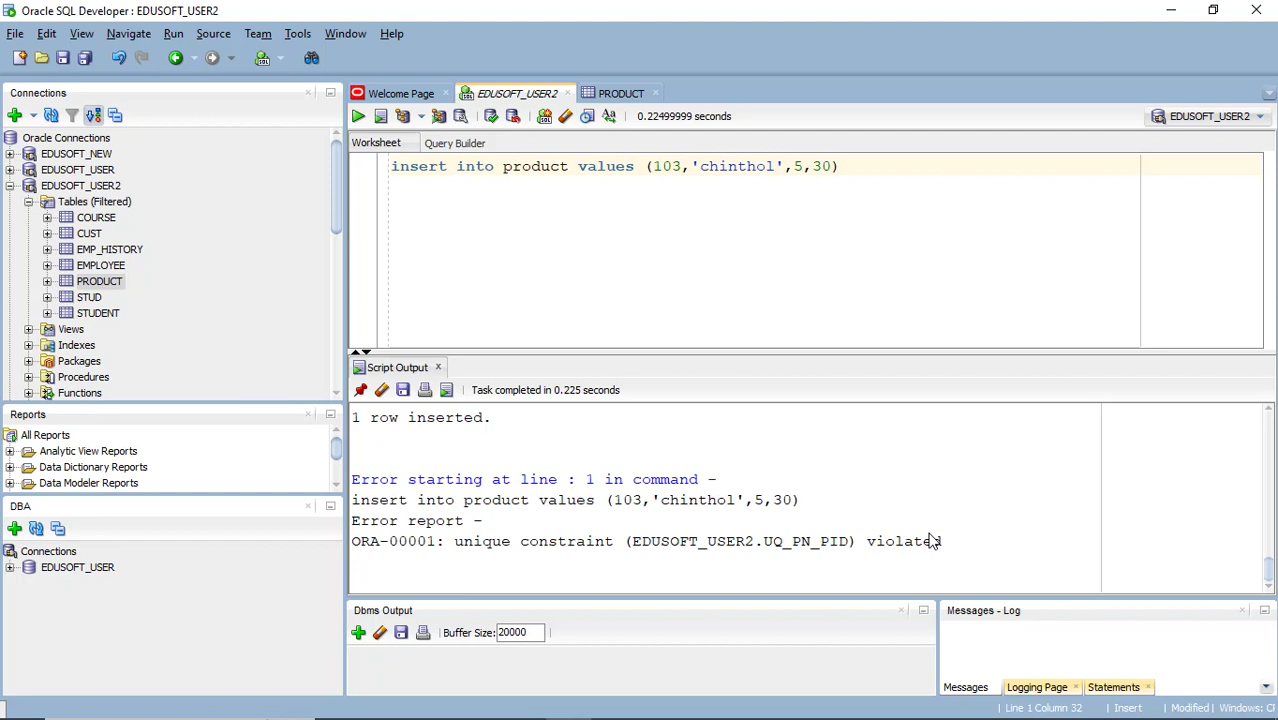 Oracle SQL Developer : EDUSOFT_USER2
File Edit View Navigate Run Source Team Tools Window Help
Connections
Oracle Connections
EDUSOFT_NEW
EDUSOFT_USER
EDUSOFT_USER2
Tables (Filtered)
COURSE
CUST
EMP_HISTORY
EMPLOYEE
PRODUCT
STUD
STUDENT
Views
Indexes
Packages
Procedures
Functions
Reports
All Reports
Analytic View Reports
Data Dictionary Reports
Data Modeler Reports
DBA
Connections
EDUSOFT_USER
Welcome Page EDUSOFT_USER2 PRODUCT
0.22499999 seconds EDUSOFT_USER2
Worksheet Query Builder
insert into product values (103,'chinthol',5,30)
Script Output
Task completed in 0.225 seconds
1 row inserted.
Error starting at line : 1 in command -
insert into product values (103,'chinthol',5,30)
Error report -
ORA-00001: unique constraint (EDUSOFT_USER2.UQ_PN_PID) violated
Dbms Output
Buffer Size: 20000
Messages - Log
Messages Logging Page Statements
Line 1 Column 32 Insert Modified Windows: